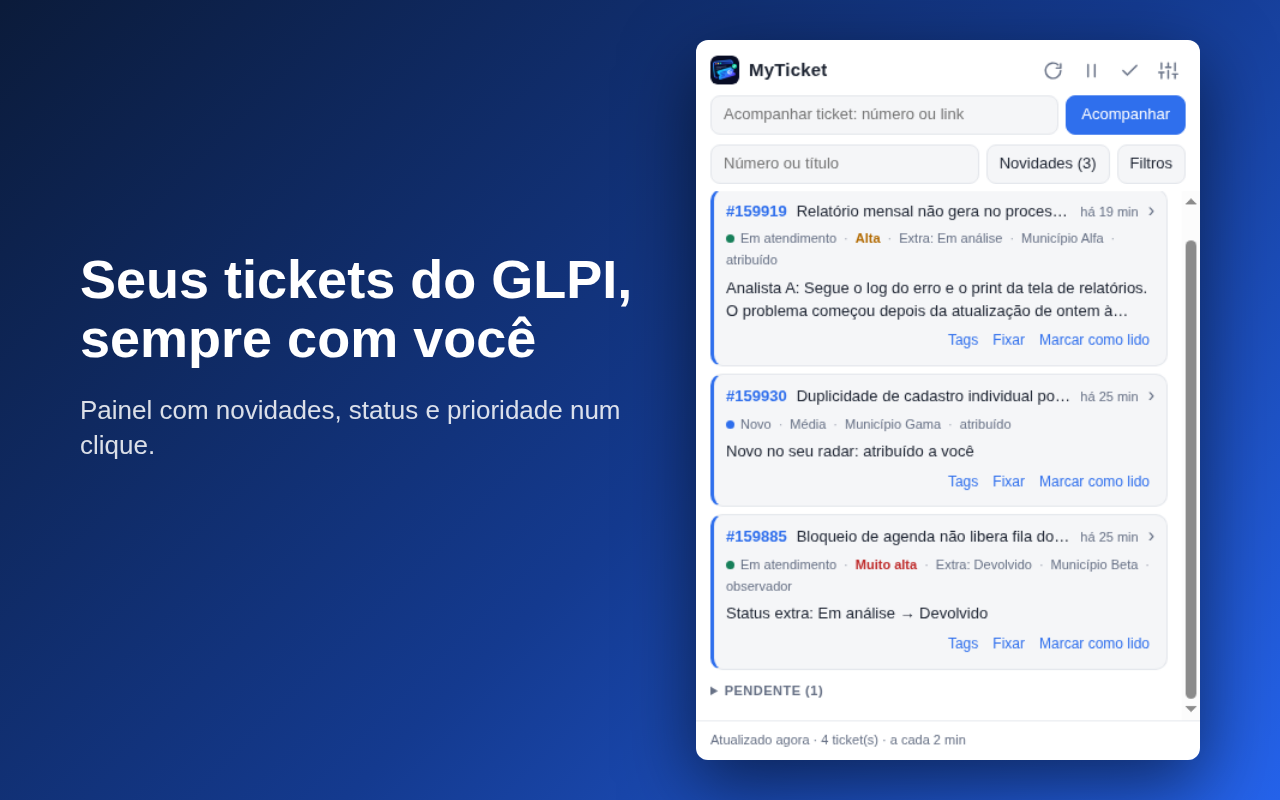 Seus tickets do GLPI,
sempre com você
Painel com novidades, status e prioridade num
clique.
MyTicket
Acompanhar ticket: número ou link
Acompanhar
Número ou título
Novidades (3)
Filtros
#159919 Relatório mensal não gera no proces… há 19 min ›
Em atendimento · Alta · Extra: Em análise · Município Alfa ·
atribuído
Analista A: Segue o log do erro e o print da tela de relatórios.
O problema começou depois da atualização de ontem à…
Tags Fixar Marcar como lido
#159930 Duplicidade de cadastro individual po… há 25 min ›
Novo · Média · Município Gama · atribuído
Novo no seu radar: atribuído a você
Tags Fixar Marcar como lido
#159885 Bloqueio de agenda não libera fila do… há 25 min ›
Em atendimento · Muito alta · Extra: Devolvido · Município Beta ·
observador
Status extra: Em análise → Devolvido
Tags Fixar Marcar como lido
PENDENTE (1)
Atualizado agora · 4 ticket(s) · a cada 2 min